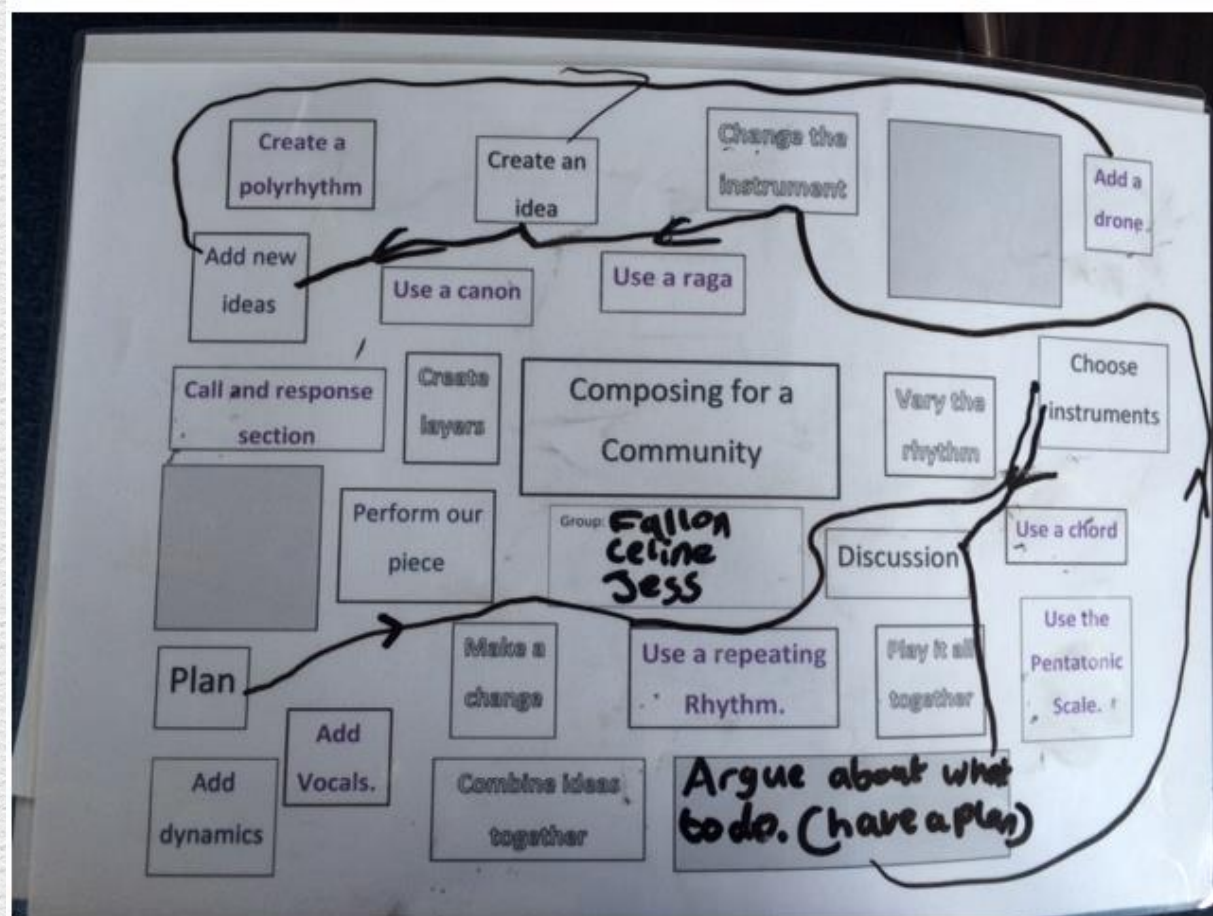 Create a
polyrhythm
Create an
idea
Change the
instrument
Add a
drone
Add new
ideas
Use a canon
Use a raga
Call and response
section
Create
layers
Composing for a
Community
Vary the
rhythm
Choose
instruments
Perform our
piece
Group: Fallon
Celine
Jess
Discussion
Use a chord
Plan
Make a
change
Use a repeating
Rhythm.
Play it all
together
Use the
Pentatonic
Scale.
Add
Vocals.
Add
dynamics
Combine ideas
together
Argue about what
to do. (have a plan)